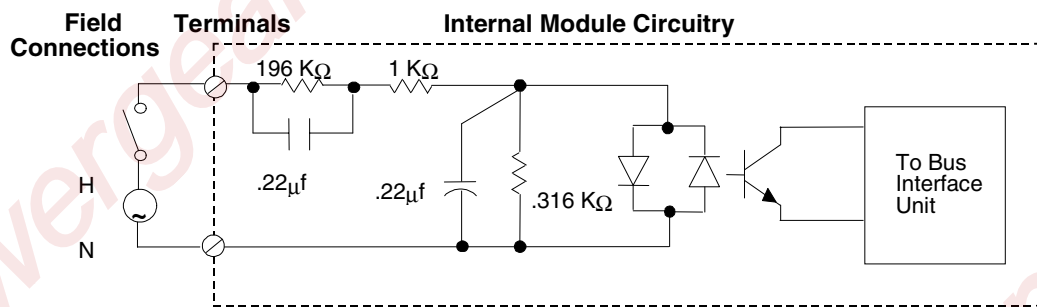 Field Connections
Terminals
Internal Module Circuitry
196 KΩ
1 KΩ
.22μf
.22μf
.316 KΩ
H
N
~
To Bus
Interface
Unit